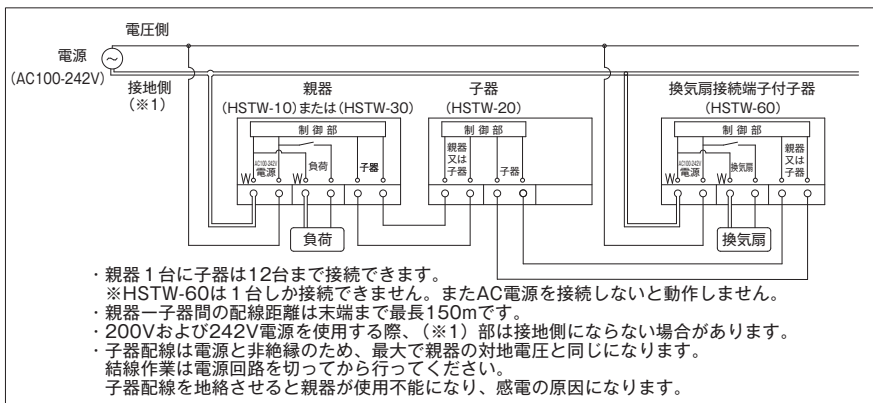 電圧側
電源
(AC100-242V)
接地側
(※1)
親器
(HSTW-10)または(HSTW-30)
子器
(HSTW-20)
換気扇接続端子付子器
(HSTW-60)
制御部
制御部
制御部
W
AC100-242V
電源
W
負荷
子器
親器
又は
子器
子器
W
AC100-242V
電源
W
換気扇
親器
又は
子器
負荷
換気扇
・親器1台に子器は12台まで接続できます。
※HSTW-60は1台しか接続できません。またAC電源を接続しないと動作しません。
・親器ー子器間の配線距離は末端まで最長150mです。
・200Vおよび242V電源を使用する際、(※1)部は接地側にならない場合があります。
・子器配線は電源と非絶縁のため、最大で親器の対地電圧と同じになります。
結線作業は電源回路を切ってから行ってください。
子器配線を地絡させると親器が使用不能になり、感電の原因になります。